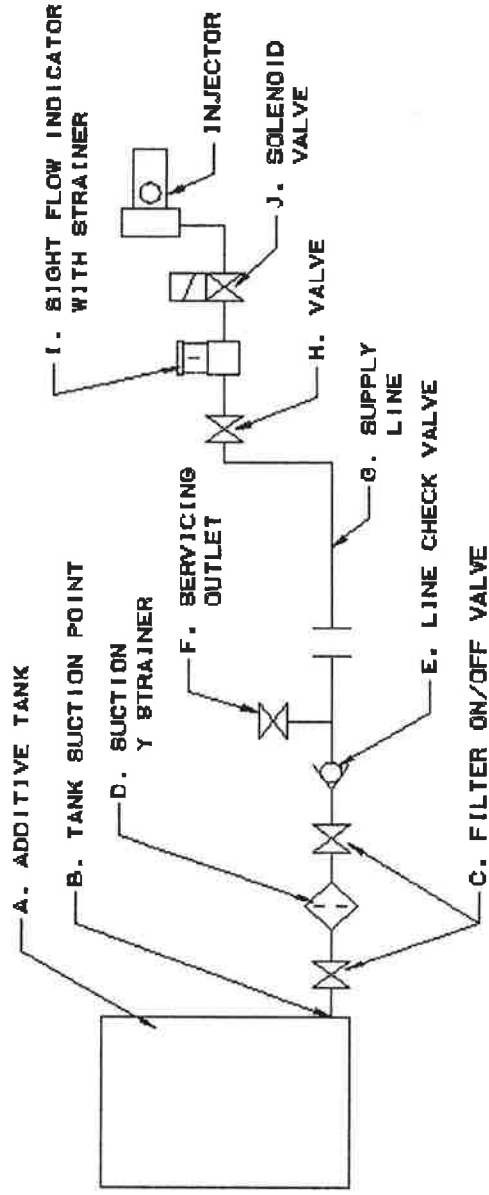 A. ADDITIVE TANK
B. TANK SUCTION POINT
D. SUCTION
Y STRAINER
F. SERVICING
OUTLET
I. SIGHT FLOW INDICATOR
WITH STRAINER
INJECTOR
J. SOLENOID
VALVE
H. VALVE
G. SUPPLY
LINE
E. LINE CHECK VALVE
C. FILTER ON/OFF VALVE